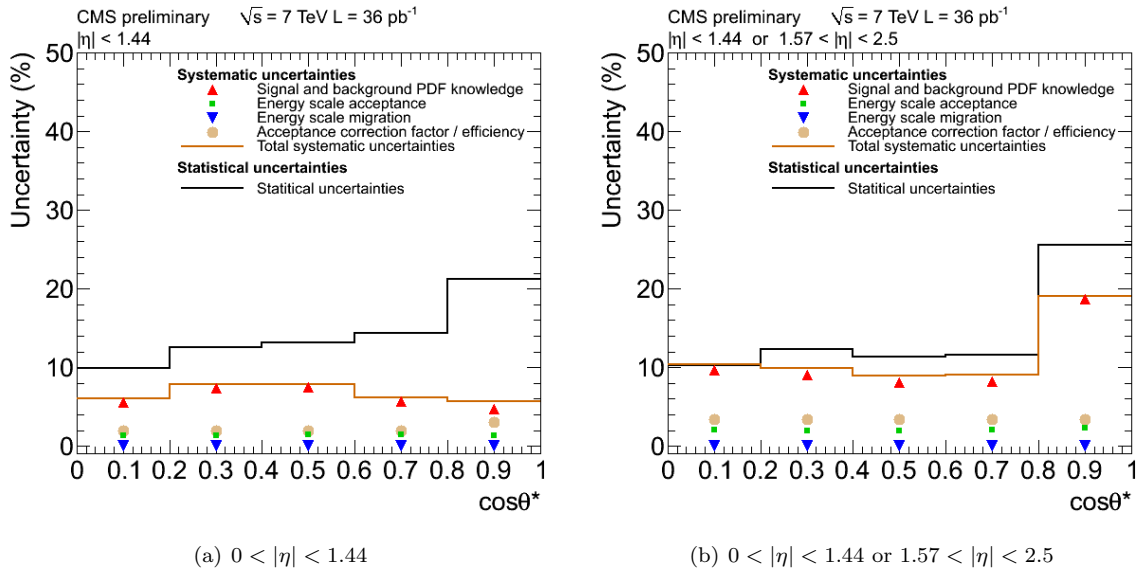 CMS preliminary √s = 7 TeV L = 36 pb⁻¹
|η| < 1.44
Uncertainty (%)
50
40
30
20
10
0
Systematic uncertainties
Signal and background PDF knowledge
Energy scale acceptance
Energy scale migration
Acceptance correction factor / efficiency
Total systematic uncertainties
Statistical uncertainties
Statitical uncertainties
0 0.1 0.2 0.3 0.4 0.5 0.6 0.7 0.8 0.9 1
cosθ*
(a) 0 < |η| < 1.44
CMS preliminary √s = 7 TeV L = 36 pb⁻¹
|η| < 1.44 or 1.57 < |η| < 2.5
Uncertainty (%)
50
40
30
20
10
0
Systematic uncertainties
Signal and background PDF knowledge
Energy scale acceptance
Energy scale migration
Acceptance correction factor / efficiency
Total systematic uncertainties
Statistical uncertainties
Statitical uncertainties
0 0.1 0.2 0.3 0.4 0.5 0.6 0.7 0.8 0.9 1
cosθ*
(b) 0 < |η| < 1.44 or 1.57 < |η| < 2.5